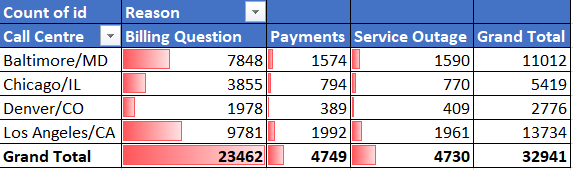 Count of id Reason
Call Centre Billing Question Payments Service Outage Grand Total
Baltimore/MD 7848 1574 1590 11012
Chicago/IL 3855 794 770 5419
Denver/CO 1978 389 409 2776
Los Angeles/CA 9781 1992 1961 13734
Grand Total 23462 4749 4730 32941